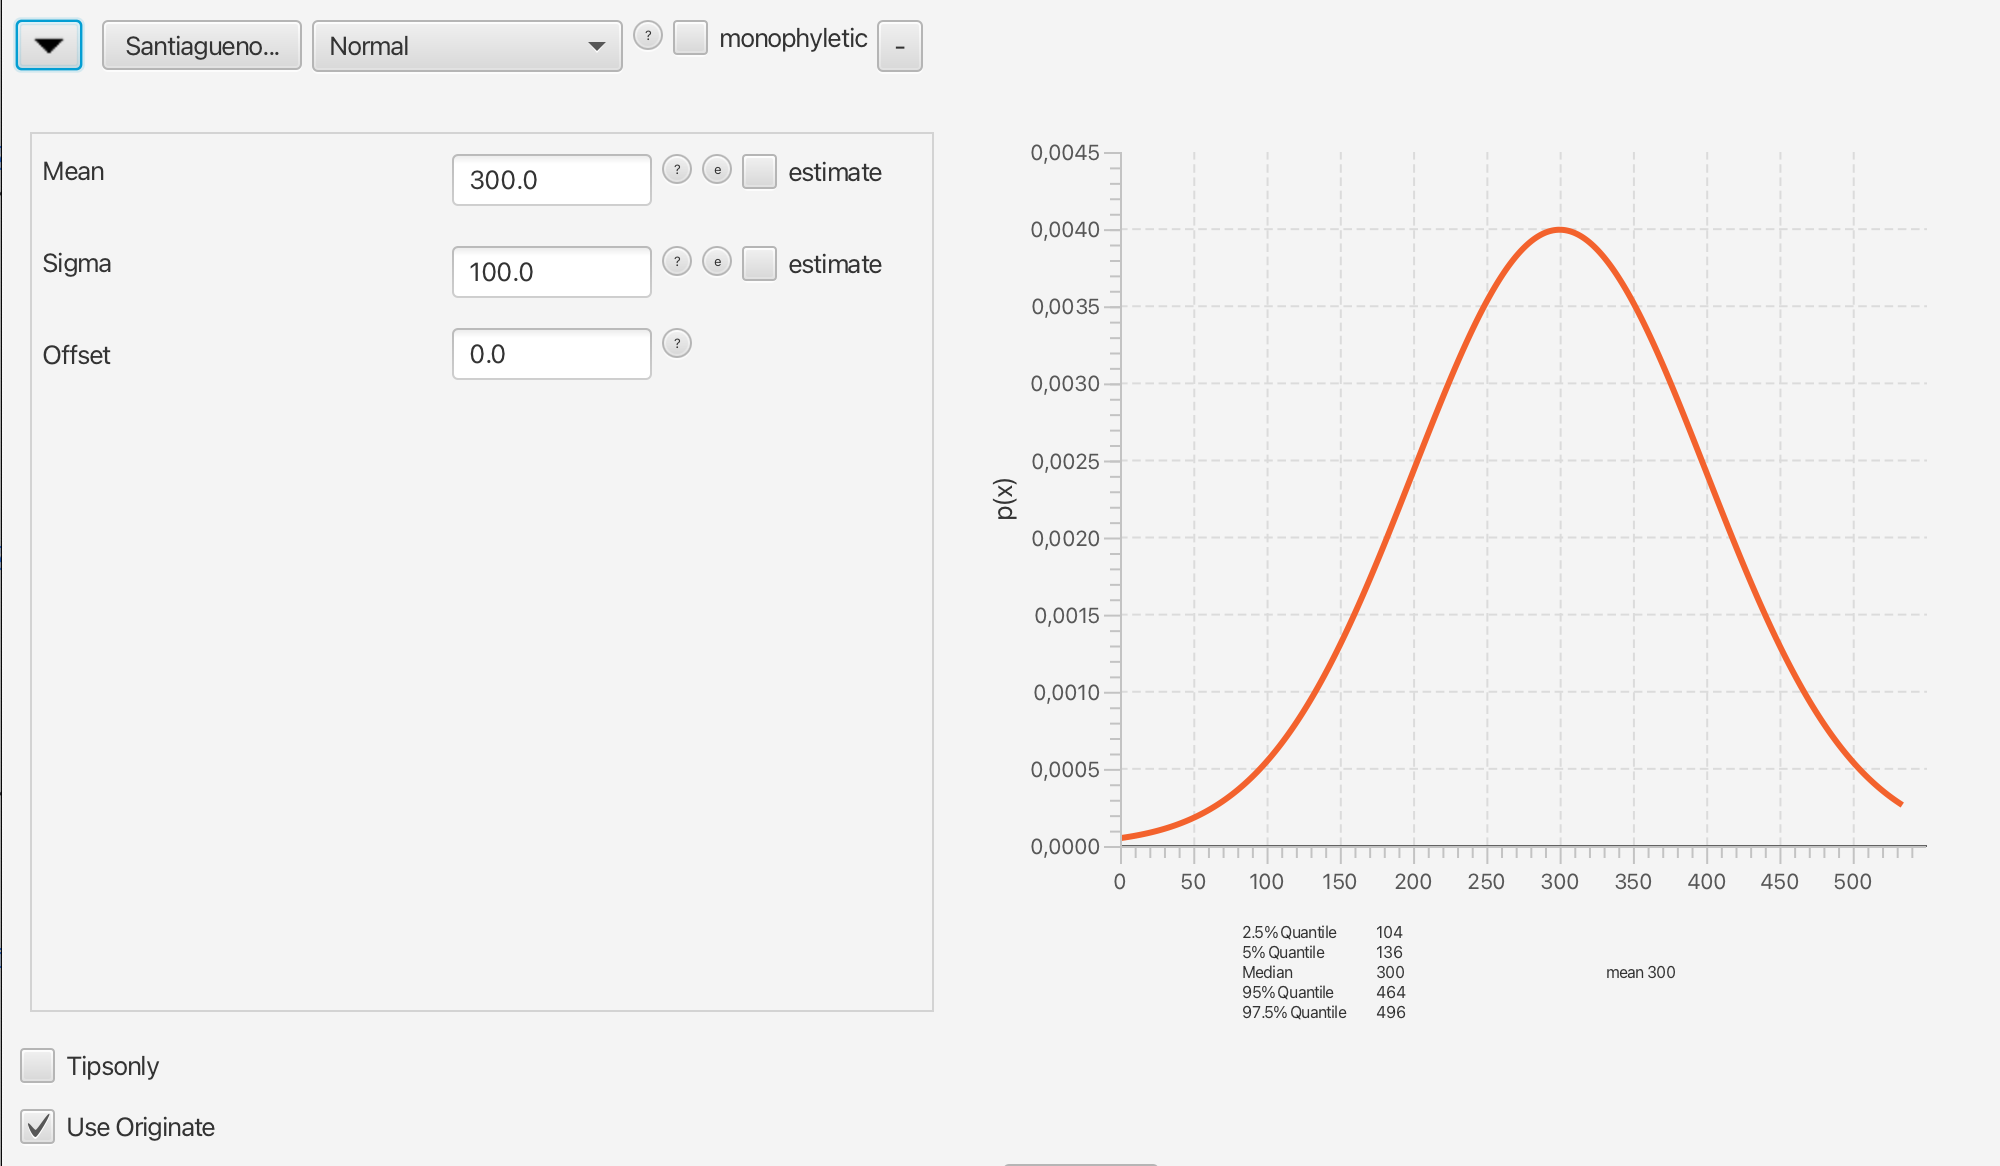 Santiagueno... Normal ? monophyletic -
Mean 300.0 ? e estimate
Sigma 100.0 ? e estimate
Offset 0.0 ?
p(x)
0,0045
0,0040
0,0035
0,0030
0,0025
0,0020
0,0015
0,0010
0,0005
0,0000
0 50 100 150 200 250 300 350 400 450 500
2.5% Quantile 104
5% Quantile 136
Median 300 mean 300
95% Quantile 464
97.5% Quantile 496
Tipsonly
Use Originate